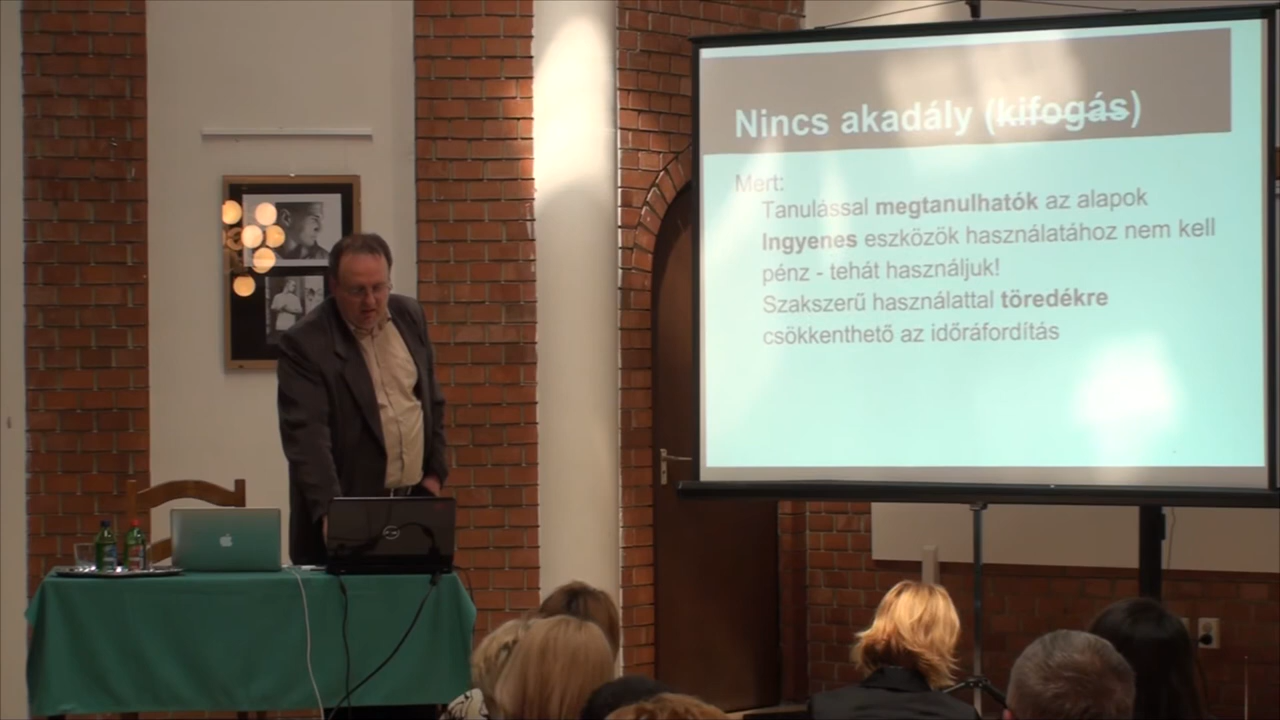 Nincs akadály (kifogás)
Mert:
Tanulással megtanulhatók az alapok
Ingyenes eszközök használatához nem kell
pénz - tehát használjuk!
Szakszerű használattal töredékre
csökkenthető az időráfordítás